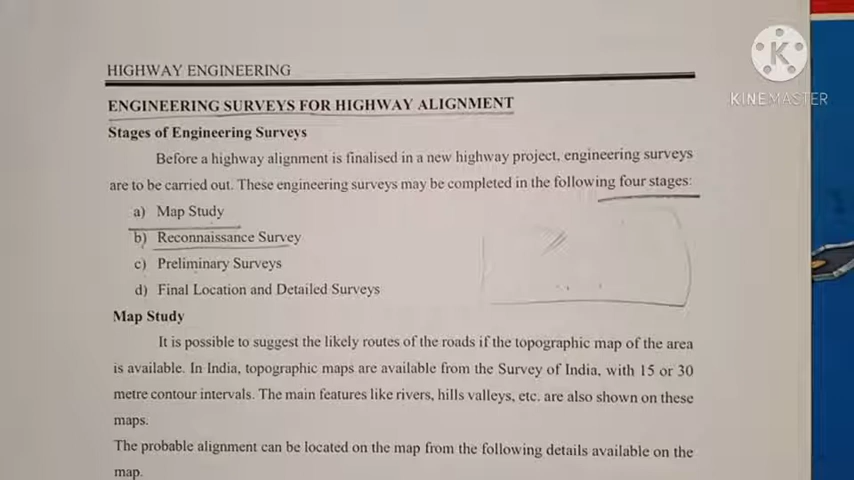 HIGHWAY ENGINEERING
ENGINEERING SURVEYS FOR HIGHWAY ALIGNMENT
Stages of Engineering Surveys
Before a highway alignment is finalised in a new highway project, engineering surveys
are to be carried out. These engineering surveys may be completed in the following four stages:
a) Map Study
b) Reconnaissance Survey
c) Preliminary Surveys
d) Final Location and Detailed Surveys
Map Study
It is possible to suggest the likely routes of the roads if the topographic map of the area
is available. In India, topographic maps are available from the Survey of India, with 15 or 30
metre contour intervals. The main features like rivers, hills valleys, etc. are also shown on these
maps.
The probable alignment can be located on the map from the following details available on the
map.
K
KINEMASTER